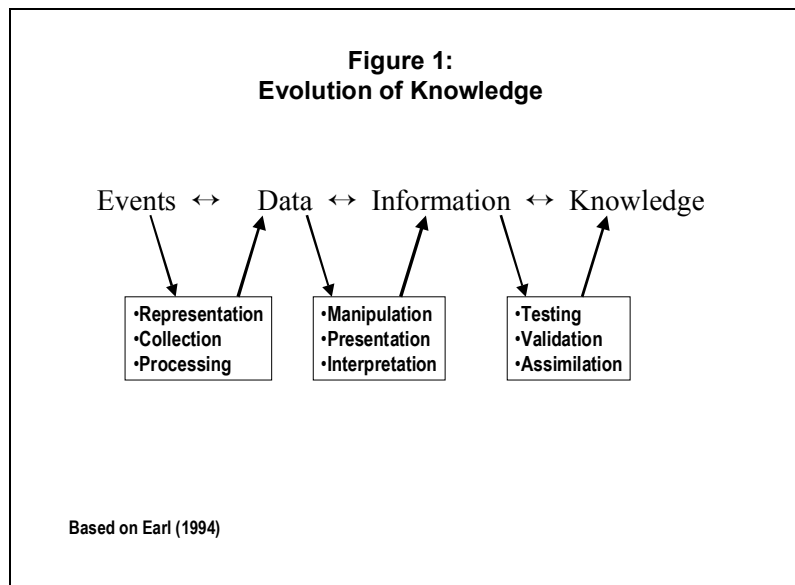 Figure 1:
Evolution of Knowledge
Events ↔ Data ↔ Information ↔ Knowledge
•Representation
•Collection
•Processing
•Manipulation
•Presentation
•Interpretation
•Testing
•Validation
•Assimilation
Based on Earl (1994)